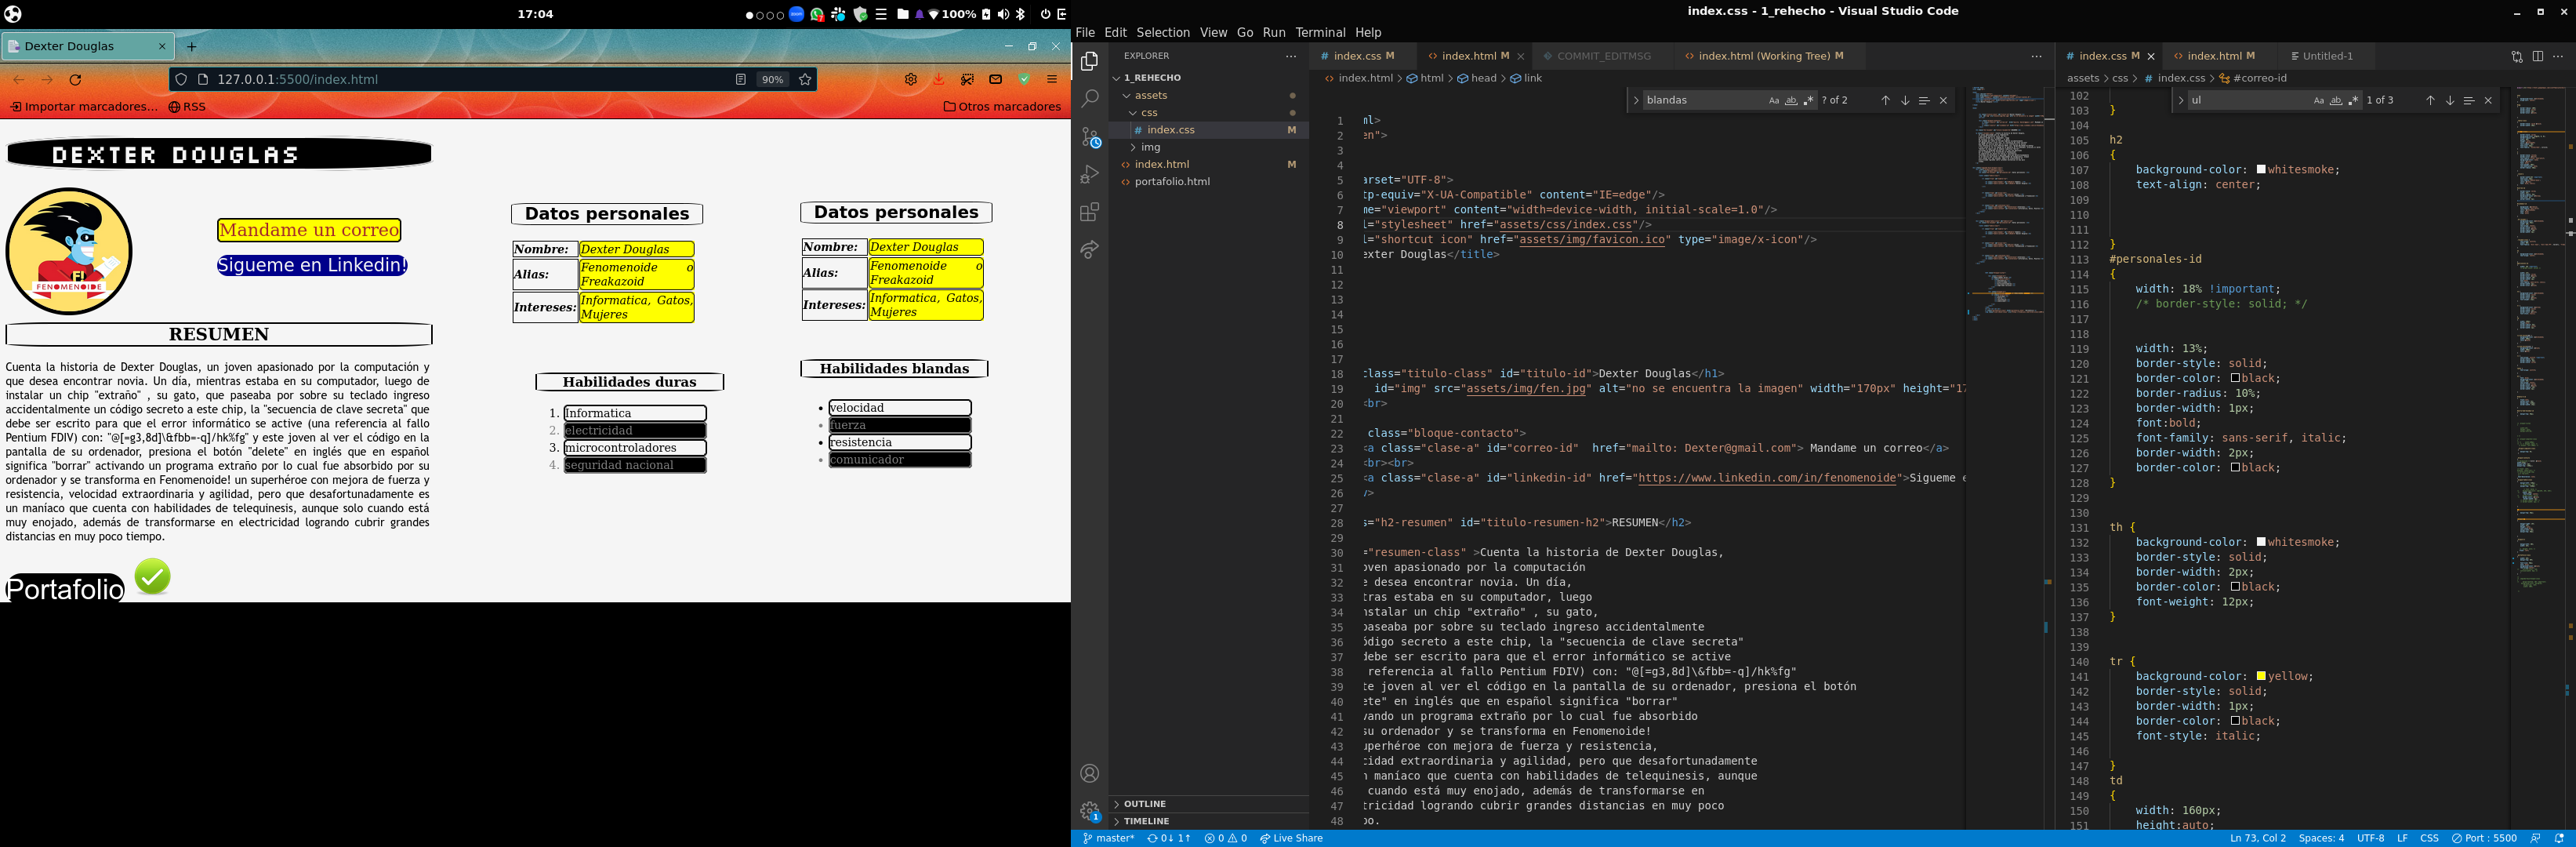 17:04
100%
Dexter Douglas
127.0.0.1:5500/index.html
90%
Importar marcadores...
RSS
Otros marcadores
DEXTER DOUGLAS
FENOMENOIDE
Mandame un correo
Sigueme en Linkedin!
RESUMEN
Cuenta la historia de Dexter Douglas, un joven apasionado por la computación y
que desea encontrar novia. Un día, mientras estaba en su computador, luego de
instalar un chip "extraño" , su gato, que paseaba por sobre su teclado ingreso
accidentalmente un código secreto a este chip, la "secuencia de clave secreta" que
debe ser escrito para que el error informático se active (una referencia al fallo
Pentium FDIV) con: "@[=g3,8d]\&fbb=-q]/hk%fg" y este joven al ver el código en la
pantalla de su ordenador, presiona el botón "delete" en inglés que en español
significa "borrar" activando un programa extraño por lo cual fue absorbido por su
ordenador y se transforma en Fenomenoide! un superhéroe con mejora de fuerza y
resistencia, velocidad extraordinaria y agilidad, pero que desafortunadamente es
un maníaco que cuenta con habilidades de telequinesis, aunque solo cuando está
muy enojado, además de transformarse en electricidad logrando cubrir grandes
distancias en muy poco tiempo.
Portafolio
Datos personales
Nombre: Dexter Douglas
Alias: Fenomenoide o
Freakazoid
Intereses: Informatica, Gatos,
Mujeres
Habilidades duras
1. Informatica
2. electricidad
3. microcontroladores
4. seguridad nacional
Datos personales
Nombre: Dexter Douglas
Alias: Fenomenoide o
Freakazoid
Intereses: Informatica, Gatos,
Mujeres
Habilidades blandas
• velocidad
• fuerza
• resistencia
• comunicador
index.css - 1_rehecho - Visual Studio Code
File Edit Selection View Go Run Terminal Help
EXPLORER
1_REHECHO
assets
css
# index.css M
img
index.html M
portafolio.html
OUTLINE
TIMELINE
# index.css M
index.html M
COMMIT_EDITMSG
index.html (Working Tree) M
index.html > html > head > link
blandas
? of 2
1 ml>
2 en">
3
4
5 arset="UTF-8">
6 tp-equiv="X-UA-Compatible" content="IE=edge"/>
7 me="viewport" content="width=device-width, initial-scale=1.0"/>
8 l="stylesheet" href="assets/css/index.css"/>
9 l="shortcut icon" href="assets/img/favicon.ico" type="image/x-icon"/>
10 exter Douglas</title>
11
12
13
14
15
16
17
18 class="titulo-class" id="titulo-id">Dexter Douglas</h1>
19 id="img" src="assets/img/fen.jpg" alt="no se encuentra la imagen" width="170px" height="17
20 <br>
21
22 class="bloque-contacto">
23 <a class="clase-a" id="correo-id" href="mailto: Dexter@gmail.com"> Mandame un correo</a>
24 <br><br>
25 <a class="clase-a" id="linkedin-id" href="https://www.linkedin.com/in/fenomenoide">Sigueme e
26 v>
27
28 s="h2-resumen" id="titulo-resumen-h2">RESUMEN</h2>
29
30 ="resumen-class" >Cuenta la historia de Dexter Douglas,
31 oven apasionado por la computación
32 e desea encontrar novia. Un día,
33 tras estaba en su computador, luego
34 nstalar un chip "extraño" , su gato,
35 paseaba por sobre su teclado ingreso accidentalmente
36 ódigo secreto a este chip, la "secuencia de clave secreta"
37 debe ser escrito para que el error informático se active
38 referencia al fallo Pentium FDIV) con: "@[=g3,8d]\&fbb=-q]/hk%fg"
39 te joven al ver el código en la pantalla de su ordenador, presiona el botón
40 ete" en inglés que en español significa "borrar"
41 vando un programa extraño por lo cual fue absorbido
42 su ordenador y se transforma en Fenomenoide!
43 uperhéroe con mejora de fuerza y resistencia,
44 cidad extraordinaria y agilidad, pero que desafortunadamente
45 n maníaco que cuenta con habilidades de telequinesis, aunque
46 cuando está muy enojado, además de transformarse en
47 tricidad logrando cubrir grandes distancias en muy poco
48 po.
# index.css M
index.html M
Untitled-1
assets > css > # index.css > #correo-id
ul
1 of 3
102
103 }
104
105 h2
106 {
107 background-color: whitesmoke;
108 text-align: center;
109
110
111
112 }
113 #personales-id
114 {
115 width: 18% !important;
116 /* border-style: solid; */
117
118
119 width: 13%;
120 border-style: solid;
121 border-color: black;
122 border-radius: 10%;
123 border-width: 1px;
124 font:bold;
125 font-family: sans-serif, italic;
126 border-width: 2px;
127 border-color: black;
128 }
129
130
131 th {
132 background-color: whitesmoke;
133 border-style: solid;
134 border-width: 2px;
135 border-color: black;
136 font-weight: 12px;
137 }
138
139
140 tr {
141 background-color: yellow;
142 border-style: solid;
143 border-width: 1px;
144 border-color: black;
145 font-style: italic;
146
147 }
148 td
149 {
150 width: 160px;
151 height:auto;
master* 0↓ 1↑ 0 0 Live Share
Ln 73, Col 2 Spaces: 4 UTF-8 LF CSS Port : 5500